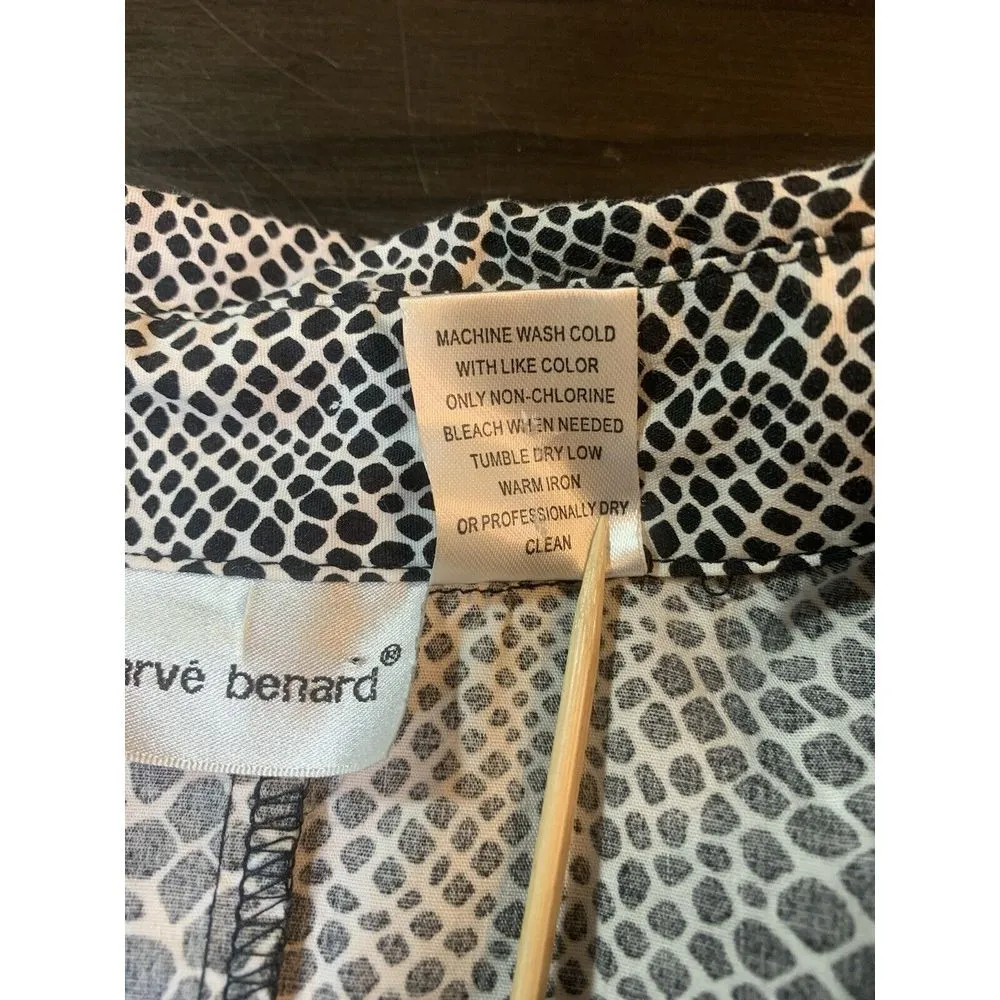 MACHINE WASH COLD
WITH LIKE COLOR
ONLY NON-CHLORINE
BLEACH WHEN NEEDED
TUMBLE DRY LOW
WARM IRON
OR PROFESSIONALLY DRY
CLEAN
arvé benard®